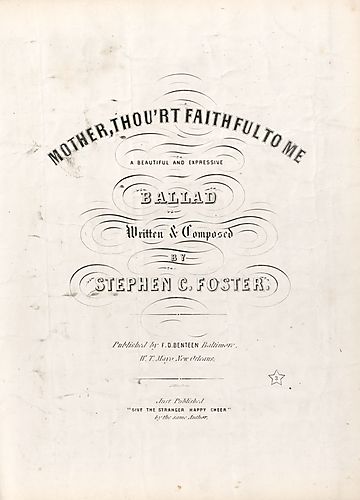 MOTHER, THOU'RT FAITHFUL TO ME
A BEAUTIFUL AND EXPRESSIVE
BALLAD
Written & Composed
BY
STEPHEN C. FOSTER.
Published by F. D. BENTEEN Baltimore,
W. T. Mayo, New Orleans.
3
Just Published
"GIVE THE STRANGER HAPPY CHEER"
by the same Author.